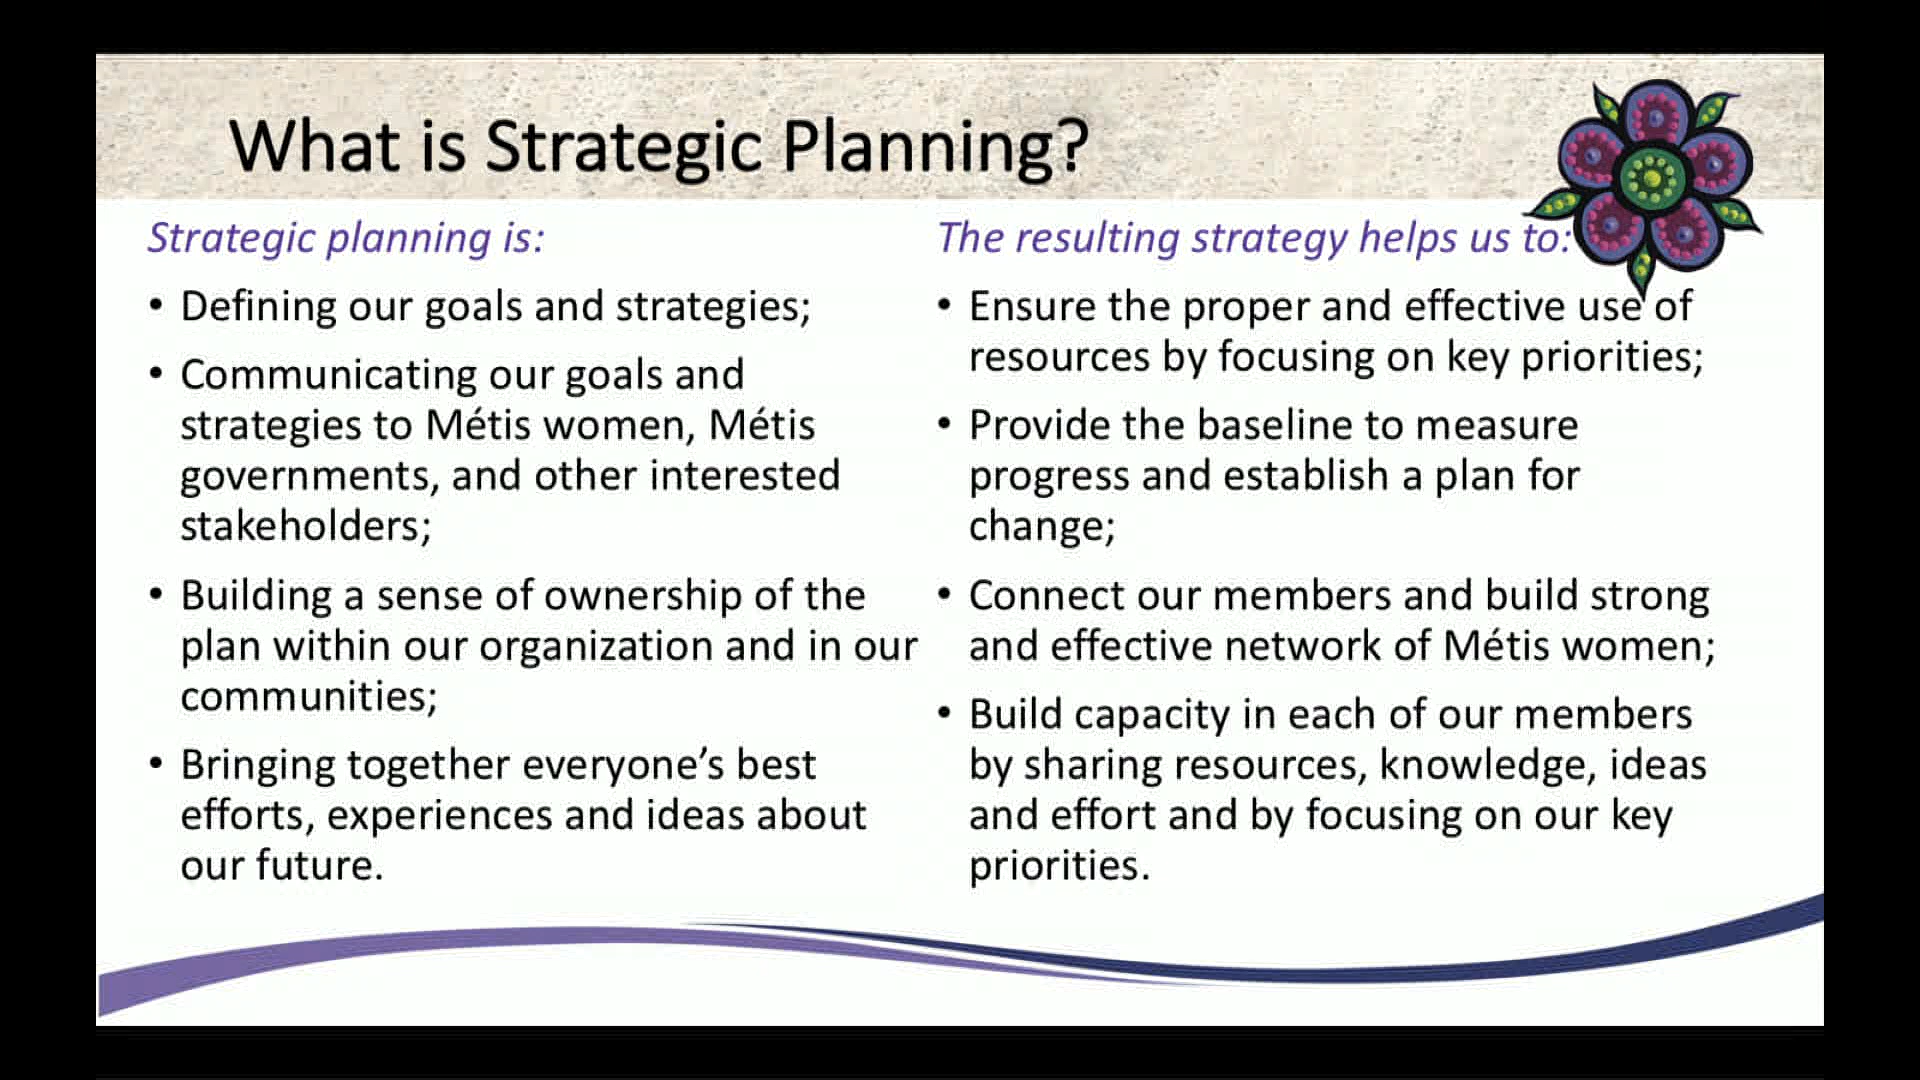 What is Strategic Planning?
Strategic planning is:
• Defining our goals and strategies;
• Communicating our goals and
strategies to Métis women, Métis
governments, and other interested
stakeholders;
• Building a sense of ownership of the
plan within our organization and in our
communities;
• Bringing together everyone’s best
efforts, experiences and ideas about
our future.
The resulting strategy helps us to:
• Ensure the proper and effective use of
resources by focusing on key priorities;
• Provide the baseline to measure
progress and establish a plan for
change;
• Connect our members and build strong
and effective network of Métis women;
• Build capacity in each of our members
by sharing resources, knowledge, ideas
and effort and by focusing on our key
priorities.